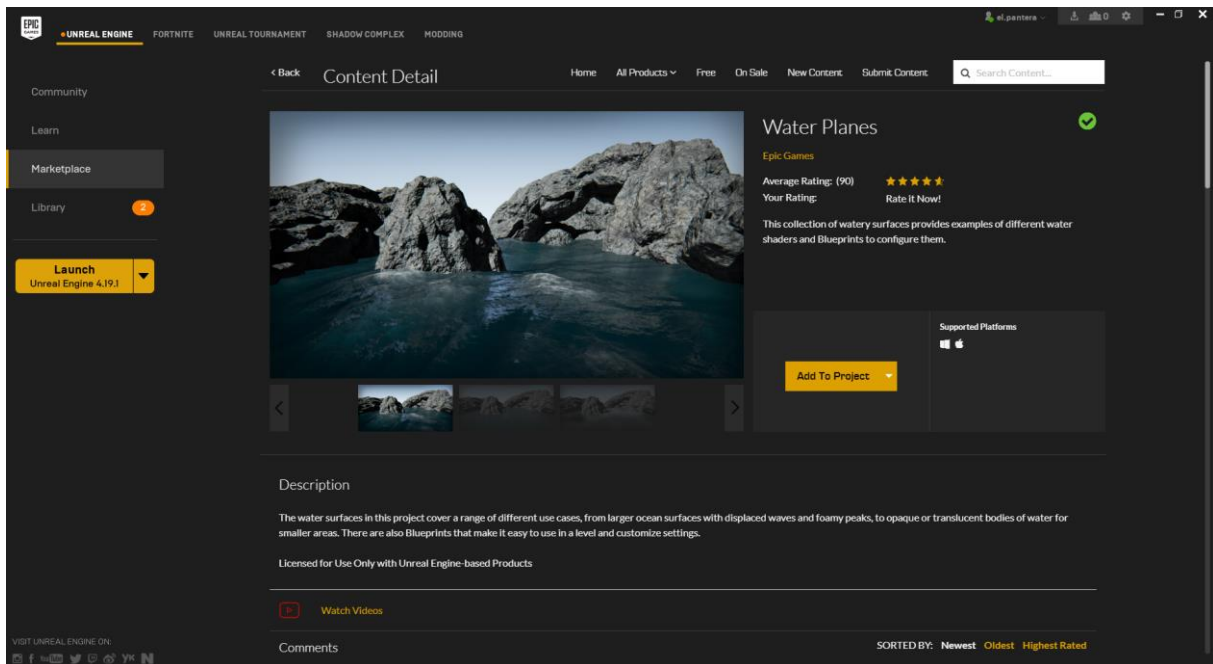 EPIC
GAMES
UNREAL ENGINE
FORTNITE
UNREAL TOURNAMENT
SHADOW COMPLEX
MODDING
el.pantera
0
Community
Learn
Marketplace
Library
2
Launch
Unreal Engine 4.19.1
< Back
Content Detail
Home
All Products
Free
On Sale
New Content
Submit Content
Search Content...
Water Planes
Epic Games
Average Rating: (90)
Your Rating:
Rate it Now!
This collection of watery surfaces provides examples of different water
shaders and Blueprints to configure them.
Supported Platforms
Add To Project
Description
The water surfaces in this project cover a range of different use cases, from larger ocean surfaces with displaced waves and foamy peaks, to opaque or translucent bodies of water for
smaller areas. There are also Blueprints that make it easy to use in a level and customize settings.
Licensed for Use Only with Unreal Engine-based Products
Watch Videos
Comments
SORTED BY: Newest Oldest Highest Rated
VISIT UNREAL ENGINE ON: